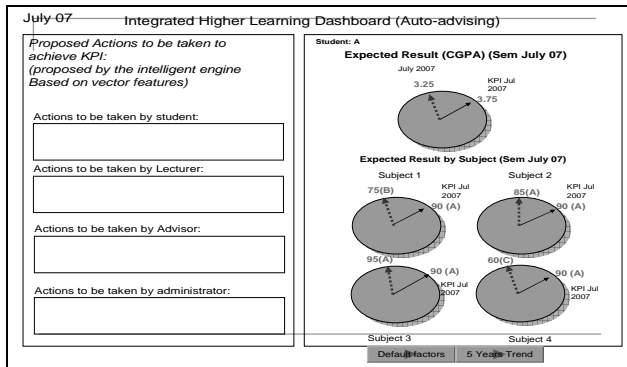 July 07
Integrated Higher Learning Dashboard (Auto-advising)
Proposed Actions to be taken to
achieve KPI:
(proposed by the intelligent engine
Based on vector features)
Actions to be taken by student:
Actions to be taken by Lecturer:
Actions to be taken by Advisor:
Actions to be taken by administrator:
Student: A
Expected Result (CGPA) (Sem July 07)
July 2007
3.25
KPI Jul
2007
3.75
Expected Result by Subject (Sem July 07)
Subject 1
75(B)
KPI Jul
2007
90 (A)
Subject 2
85(A)
KPI Jul
2007
90 (A)
95(A)
90 (A)
KPI Jul
2007
Subject 3
60(C)
90 (A)
KPI Jul
2007
Subject 4
Default factors
5 Years Trend